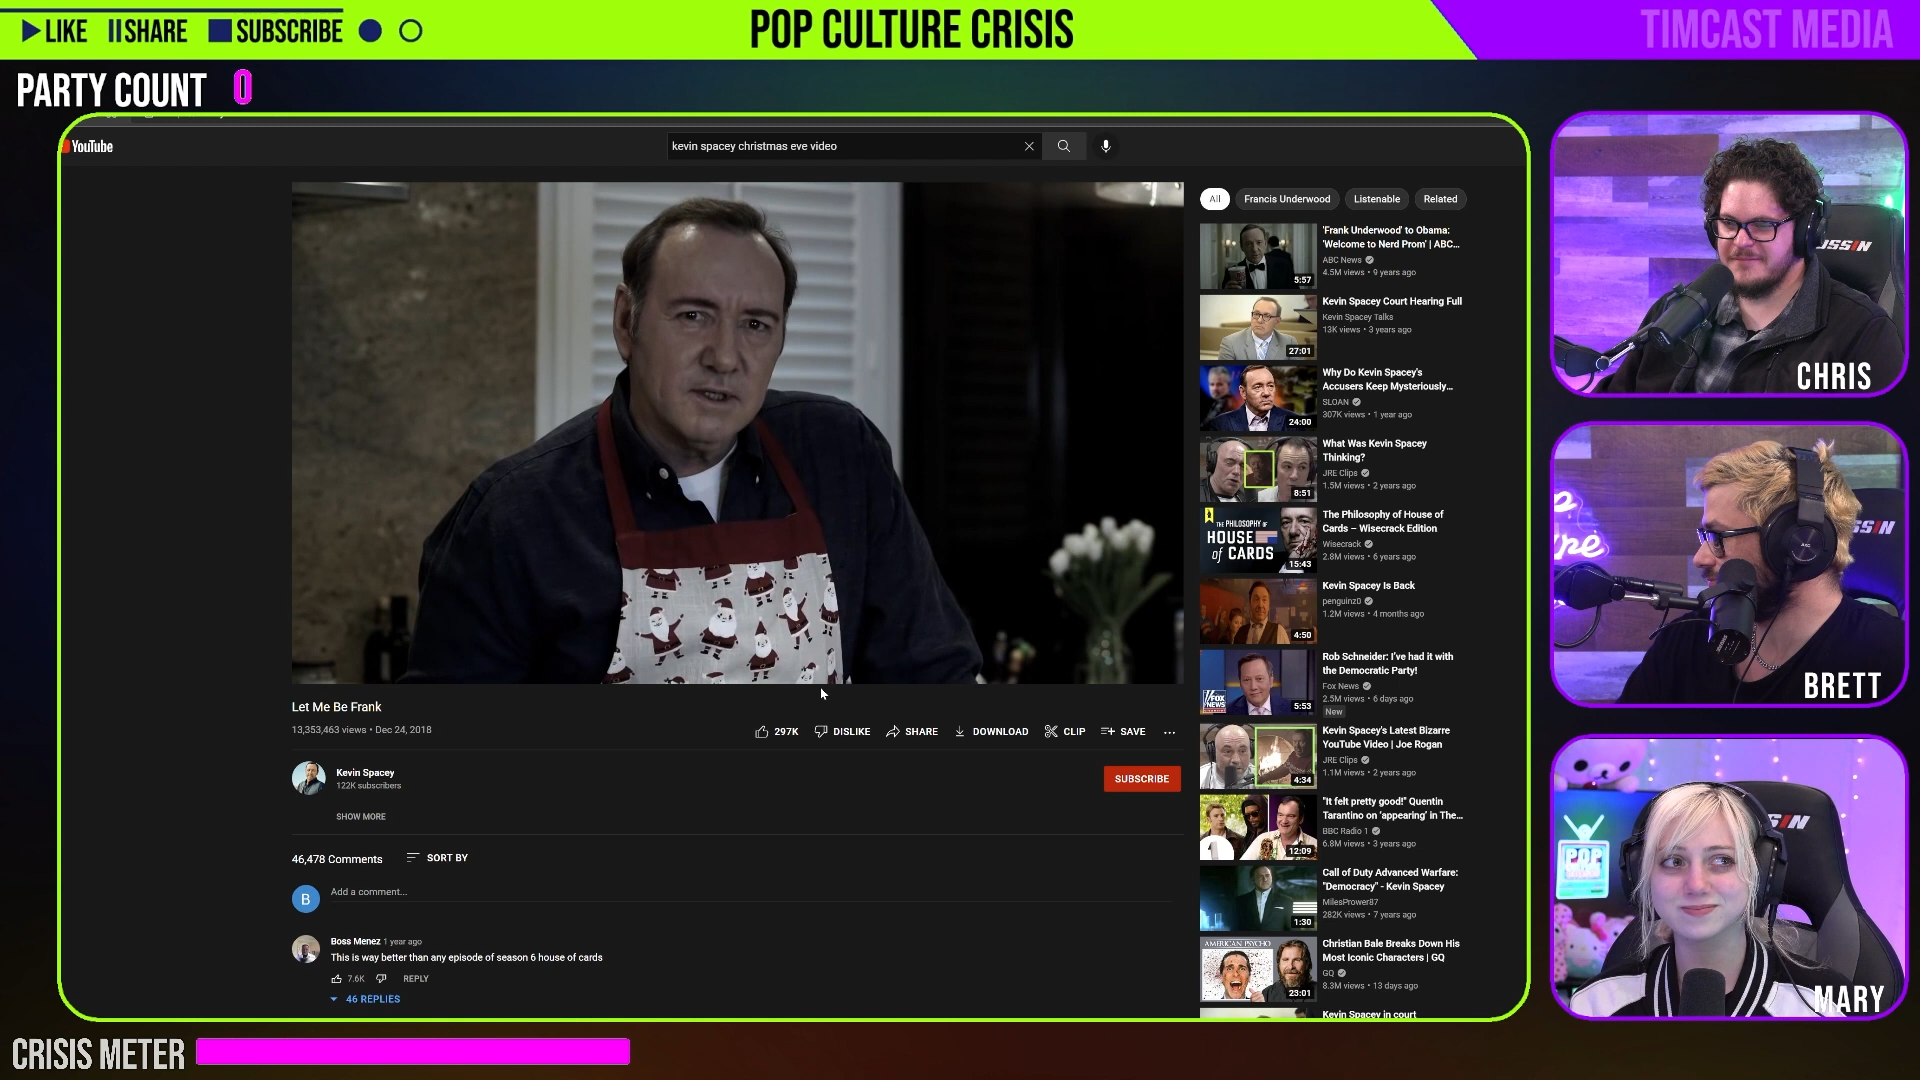 LIKE
SHARE
SUBSCRIBE
POP CULTURE CRISIS
TIMCAST MEDIA
PARTY COUNT 0
YouTube
kevin spacey christmas eve video
All
Francis Underwood
Listenable
Related
'Frank Underwood' to Obama:
'Welcome to Nerd Prom' | ABC...
ABC News
4.5M views • 9 years ago
5:57
Kevin Spacey Court Hearing Full
Kevin Spacey Talks
13K views • 3 years ago
27:01
Why Do Kevin Spacey's
Accusers Keep Mysteriously...
SLOAN
307K views • 1 year ago
24:00
What Was Kevin Spacey
Thinking?
JRE Clips
1.5M views • 2 years ago
8:51
THE PHILOSOPHY OF
HOUSE
of CARDS
15:43
The Philosophy of House of
Cards – Wisecrack Edition
Wisecrack
2.8M views • 6 years ago
Kevin Spacey Is Back
penguinz0
1.2M views • 4 months ago
4:50
Rob Schneider: I've had it with
the Democratic Party!
Fox News
2.5M views • 6 days ago
New
5:53
Kevin Spacey's Latest Bizarre
YouTube Video | Joe Rogan
JRE Clips
1.1M views • 2 years ago
4:34
"It felt pretty good!" Quentin
Tarantino on 'appearing' in The...
BBC Radio 1
6.8M views • 3 years ago
12:09
Call of Duty Advanced Warfare:
"Democracy" - Kevin Spacey
MilesPrower87
282K views • 7 years ago
1:30
AMERICAN PSYCHO
23:01
Christian Bale Breaks Down His
Most Iconic Characters | GQ
GQ
8.3M views • 13 days ago
Kevin Spacey in court
Let Me Be Frank
13,353,463 views • Dec 24, 2018
297K
DISLIKE
SHARE
DOWNLOAD
CLIP
SAVE
...
Kevin Spacey
122K subscribers
SUBSCRIBE
SHOW MORE
46,478 Comments
SORT BY
B
Add a comment...
Boss Menez 1 year ago
This is way better than any episode of season 6 house of cards
7.6K
REPLY
46 REPLIES
CHRIS
BRETT
MARY
POP
CRISIS METER